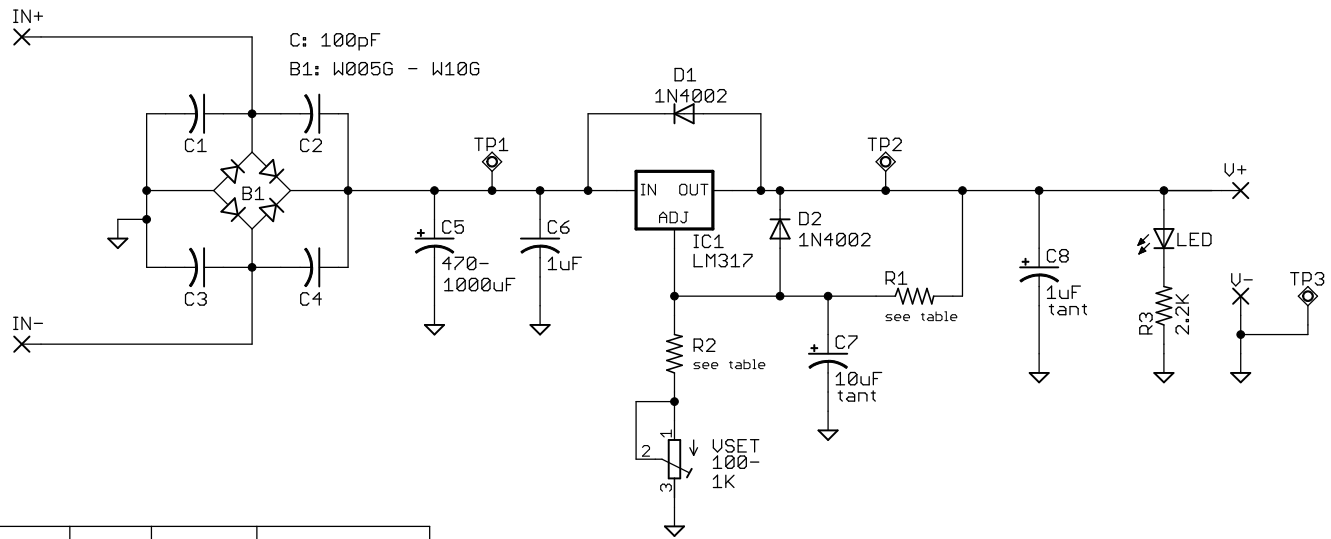 IN+
C: 100pF
B1: W005G - W10G
D1
1N4002
C1
C2
TP1
TP2
V+
B1
IN OUT
ADJ
IC1
LM317
D2
1N4002
C5
470-
1000uF
C6
1uF
C3
C4
IN-
R1
see table
C8
1uF
tant
LED
R3
2.2K
V-
TP3
R2
see table
C7
10uF
tant
1
2
3
VSET
100-
1K